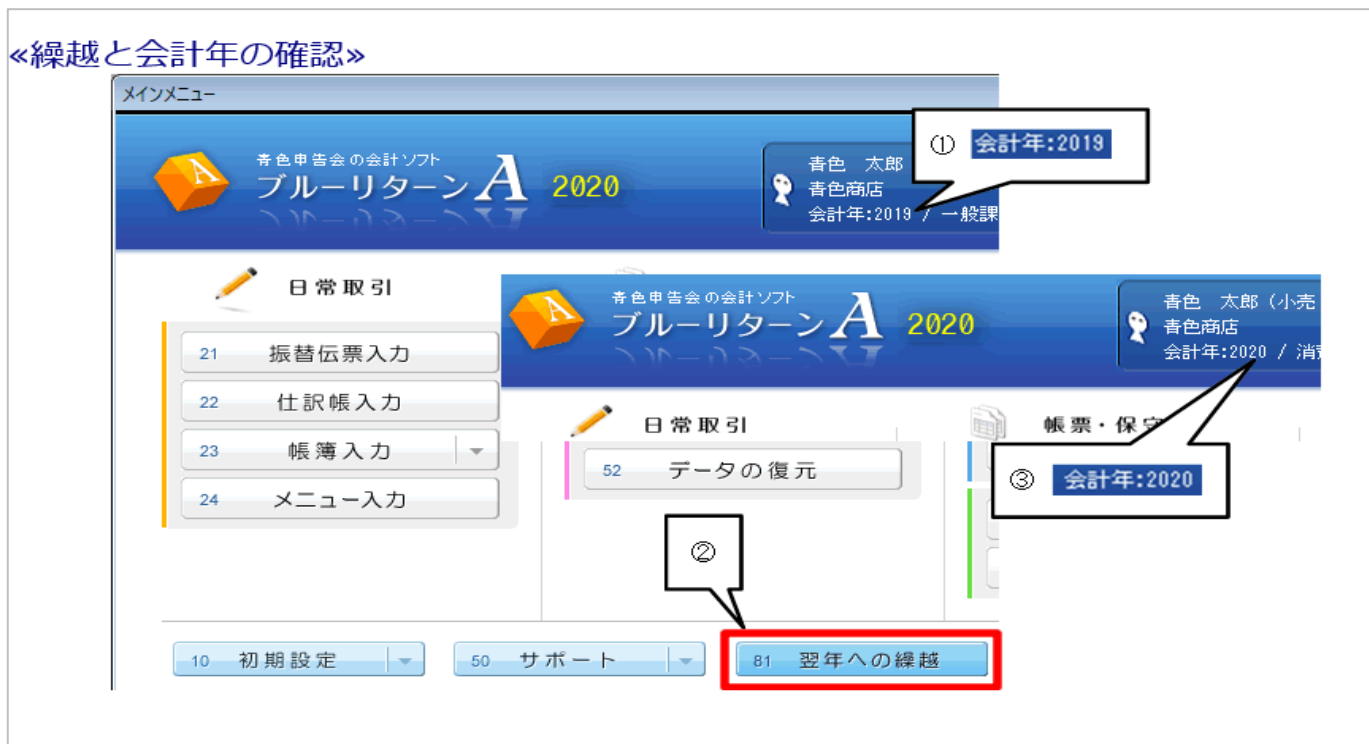 «繰越と会計年の確認»
メインメニュー
青色申告会の会計ソフト
ブルーリターンA 2020
青色 太郎
青色商店
会計年:2019 / 一般課
① 会計年:2019
日常取引
21 振替伝票入力
22 仕訳帳入力
23 帳簿入力
24 メニュー入力
青色申告会の会計ソフト
ブルーリターンA 2020
青色 太郎(小売
青色商店
会計年:2020 / 消
日常取引
帳票・保
52 データの復元
③ 会計年:2020
②
10 初期設定
50 サポート
81 翌年への繰越